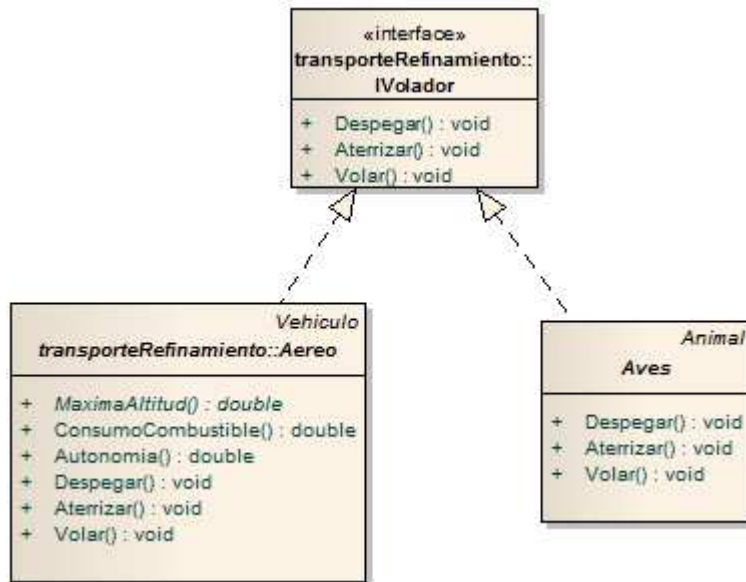 «interface»
transporteRefinamiento::
IVolador
+ Despegar() : void
+ Aterrizar() : void
+ Volar() : void
Vehiculo
transporteRefinamiento::Aereo
+ MaximaAltitud() : double
+ ConsumoCombustible() : double
+ Autonomia() : double
+ Despegar() : void
+ Aterrizar() : void
+ Volar() : void
Animal
Aves
+ Despegar() : void
+ Aterrizar() : void
+ Volar() : void